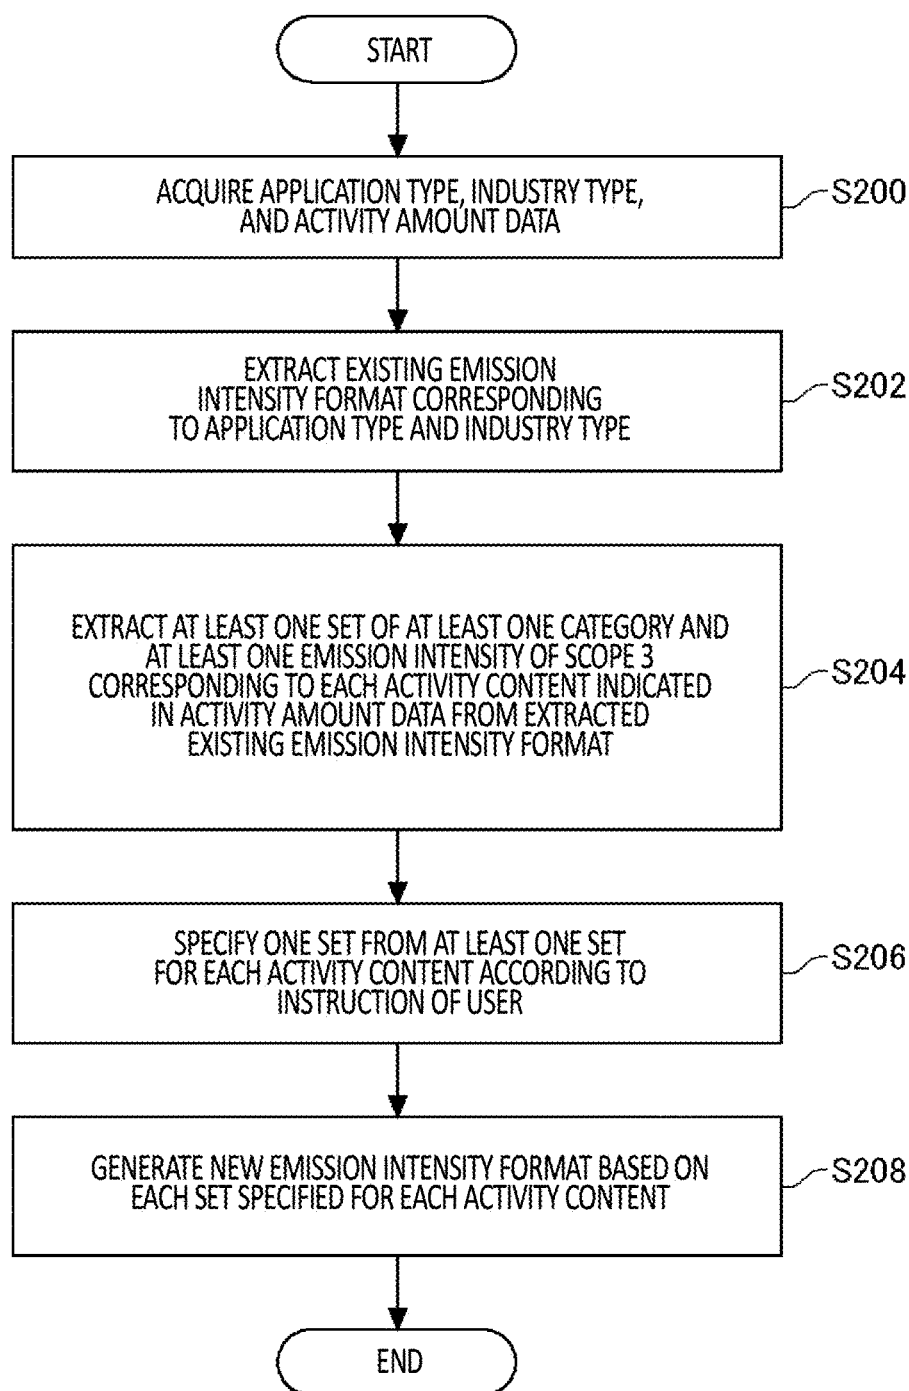 START
ACQUIRE APPLICATION TYPE, INDUSTRY TYPE,
AND ACTIVITY AMOUNT DATA
S200
EXTRACT EXISTING EMISSION
INTENSITY FORMAT CORRESPONDING
TO APPLICATION TYPE AND INDUSTRY TYPE
S202
EXTRACT AT LEAST ONE SET OF AT LEAST ONE CATEGORY AND
AT LEAST ONE EMISSION INTENSITY OF SCOPE 3
CORRESPONDING TO EACH ACTIVITY CONTENT INDICATED
IN ACTIVITY AMOUNT DATA FROM EXTRACTED
EXISTING EMISSION INTENSITY FORMAT
S204
SPECIFY ONE SET FROM AT LEAST ONE SET
FOR EACH ACTIVITY CONTENT ACCORDING TO
INSTRUCTION OF USER
S206
GENERATE NEW EMISSION INTENSITY FORMAT BASED ON
EACH SET SPECIFIED FOR EACH ACTIVITY CONTENT
S208
END